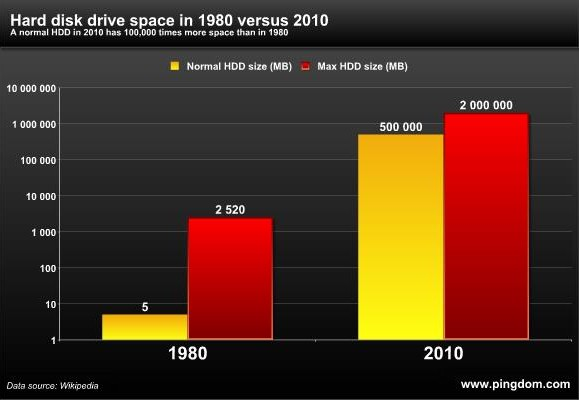 Hard disk drive space in 1980 versus 2010
A normal HDD in 2010 has 100,000 times more space than in 1980
Normal HDD size (MB) Max HDD size (MB)
10 000 000
1 000 000
100 000
10 000
1 000
100
10
1
5
2 520
500 000
2 000 000
1980 2010
Data source: Wikipedia
www.pingdom.com